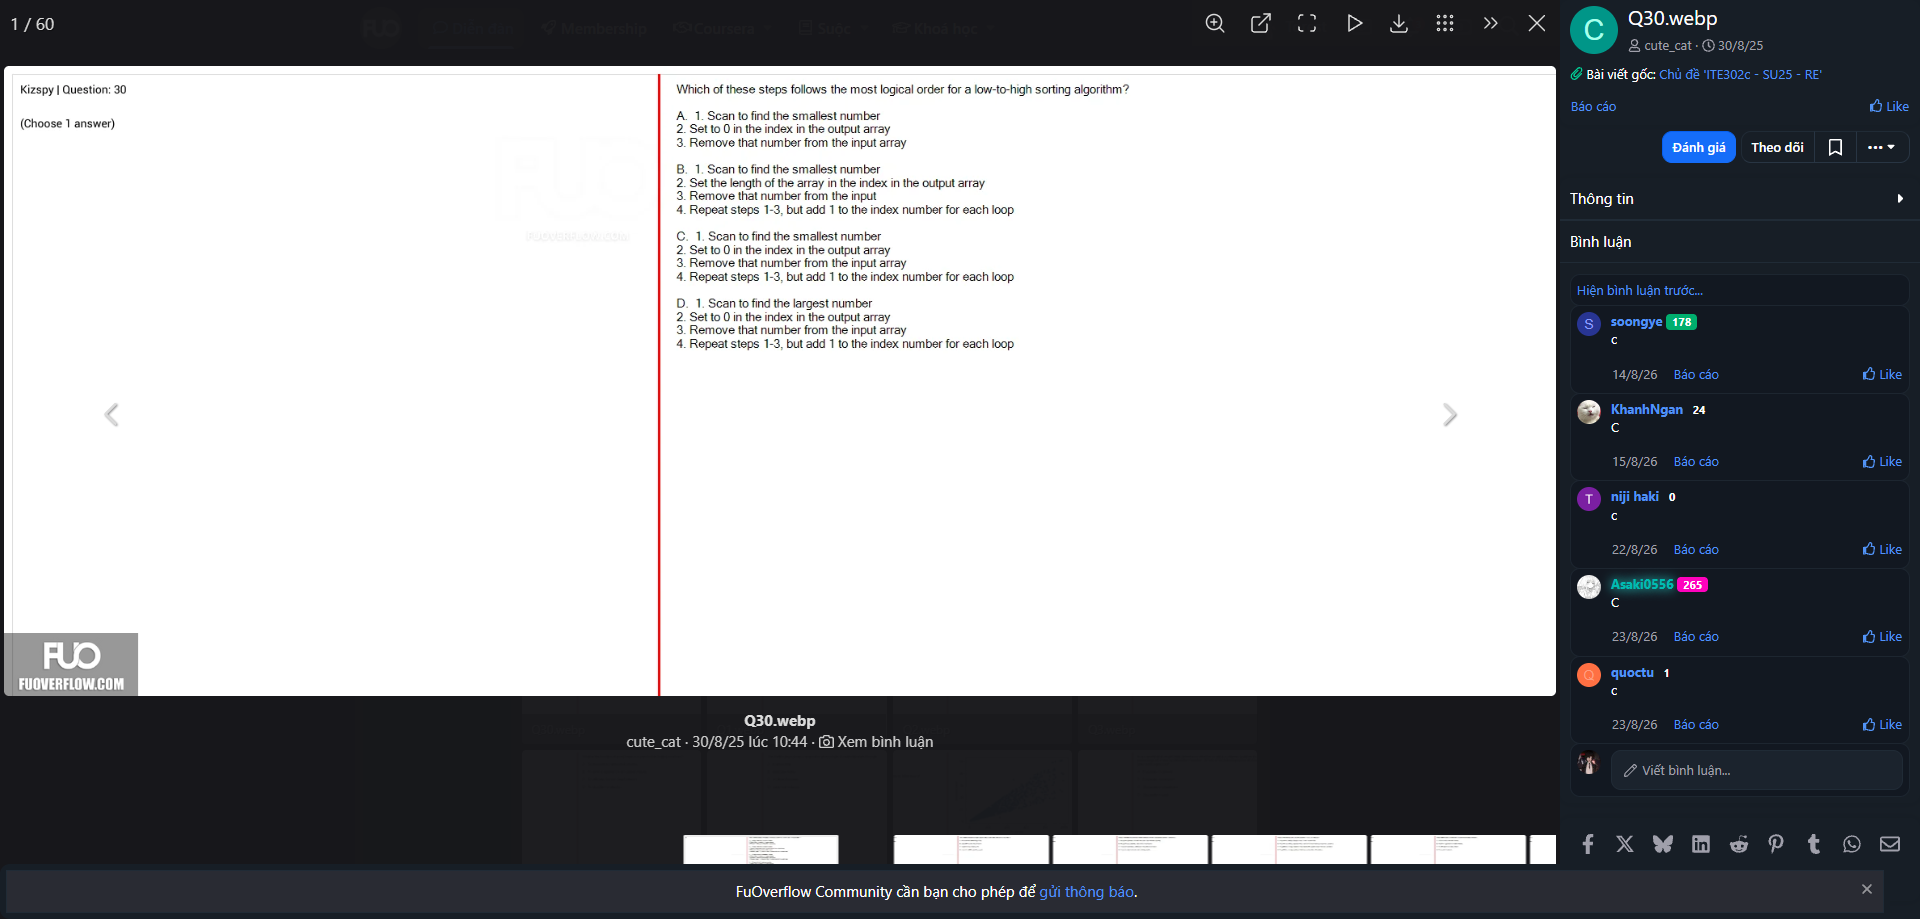 1 / 60
Kizspy | Question: 30
(Choose 1 answer)
Which of these steps follows the most logical order for a low-to-high sorting algorithm?
A. 1. Scan to find the smallest number
2. Set to 0 in the index in the output array
3. Remove that number from the input array
B. 1. Scan to find the smallest number
2. Set the length of the array in the index in the output array
3. Remove that number from the input
4. Repeat steps 1-3, but add 1 to the index number for each loop
C. 1. Scan to find the smallest number
2. Set to 0 in the index in the output array
3. Remove that number from the input array
4. Repeat steps 1-3, but add 1 to the index number for each loop
D. 1. Scan to find the largest number
2. Set to 0 in the index in the output array
3. Remove that number from the input array
4. Repeat steps 1-3, but add 1 to the index number for each loop
FUO
FUOVERFLOW.COM
FUO
FUOVERFLOW.COM
Q30.webp
cute_cat · 30/8/25 lúc 10:44 · Xem bình luận
C
Q30.webp
cute_cat · 30/8/25
Bài viết gốc: Chủ đề 'ITE302c - SU25 - RE'
Báo cáo
Like
Đánh giá
Theo dõi
Thông tin
Bình luận
Hiện bình luận trước...
S
soongye 178
c
14/8/26 Báo cáo Like
KhanhNgan 24
C
15/8/26 Báo cáo Like
T
niji haki 0
c
22/8/26 Báo cáo Like
Asaki0556 265
C
23/8/26 Báo cáo Like
Q
quoctu 1
c
23/8/26 Báo cáo Like
Viết bình luận...
FuOverflow Community cần bạn cho phép để gửi thông báo.
Membership
Coursera
Khoá học